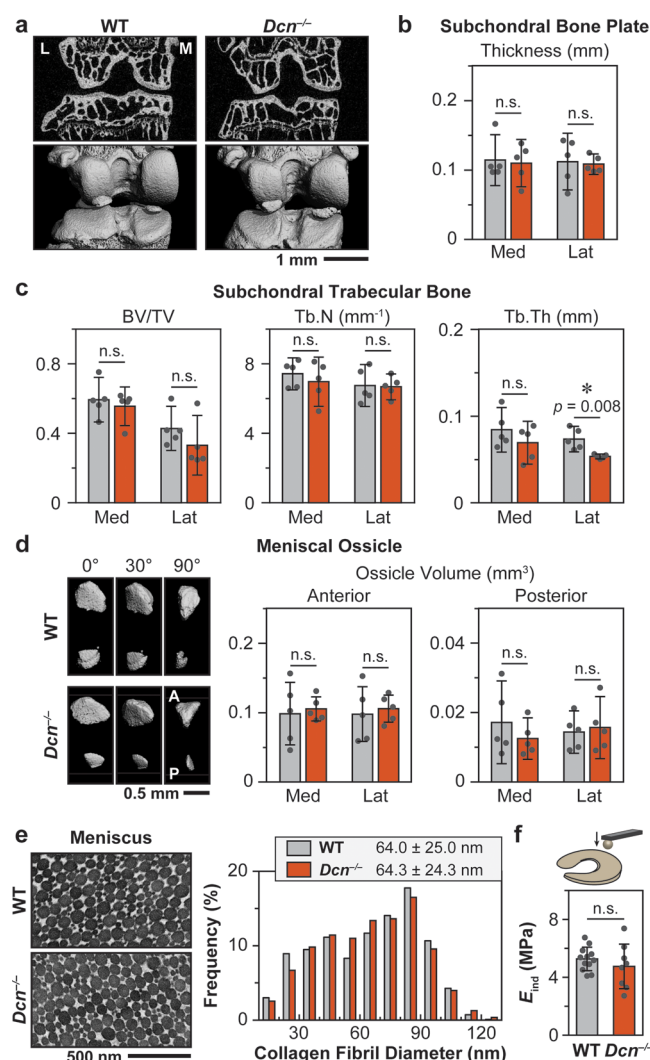 a
WT
Dcn–/–
L
M
1 mm
b
Subchondral Bone Plate
Thickness (mm)
0.2
0.1
0
n.s.
n.s.
Med
Lat
c
Subchondral Trabecular Bone
BV/TV
0.8
0.4
0
n.s.
n.s.
Med
Lat
Tb.N (mm-1)
12
8
4
0
n.s.
n.s.
Med
Lat
Tb.Th (mm)
0.2
0.1
0
n.s.
*
p = 0.008
Med
Lat
d
Meniscal Ossicle
0°
30°
90°
WT
Dcn–/–
A
P
0.5 mm
Ossicle Volume (mm3)
Anterior
0.2
0.1
0
n.s.
n.s.
Med
Lat
Posterior
0.04
0.02
0
n.s.
n.s.
Med
Lat
e
Meniscus
WT
Dcn–/–
500 nm
WT 64.0 ± 25.0 nm
Dcn–/– 64.3 ± 24.3 nm
Frequency (%)
20
10
0
30
60
90
120
Collagen Fibril Diameter (nm)
f
n.s.
Eind (MPa)
8
6
4
2
0
WT Dcn–/–